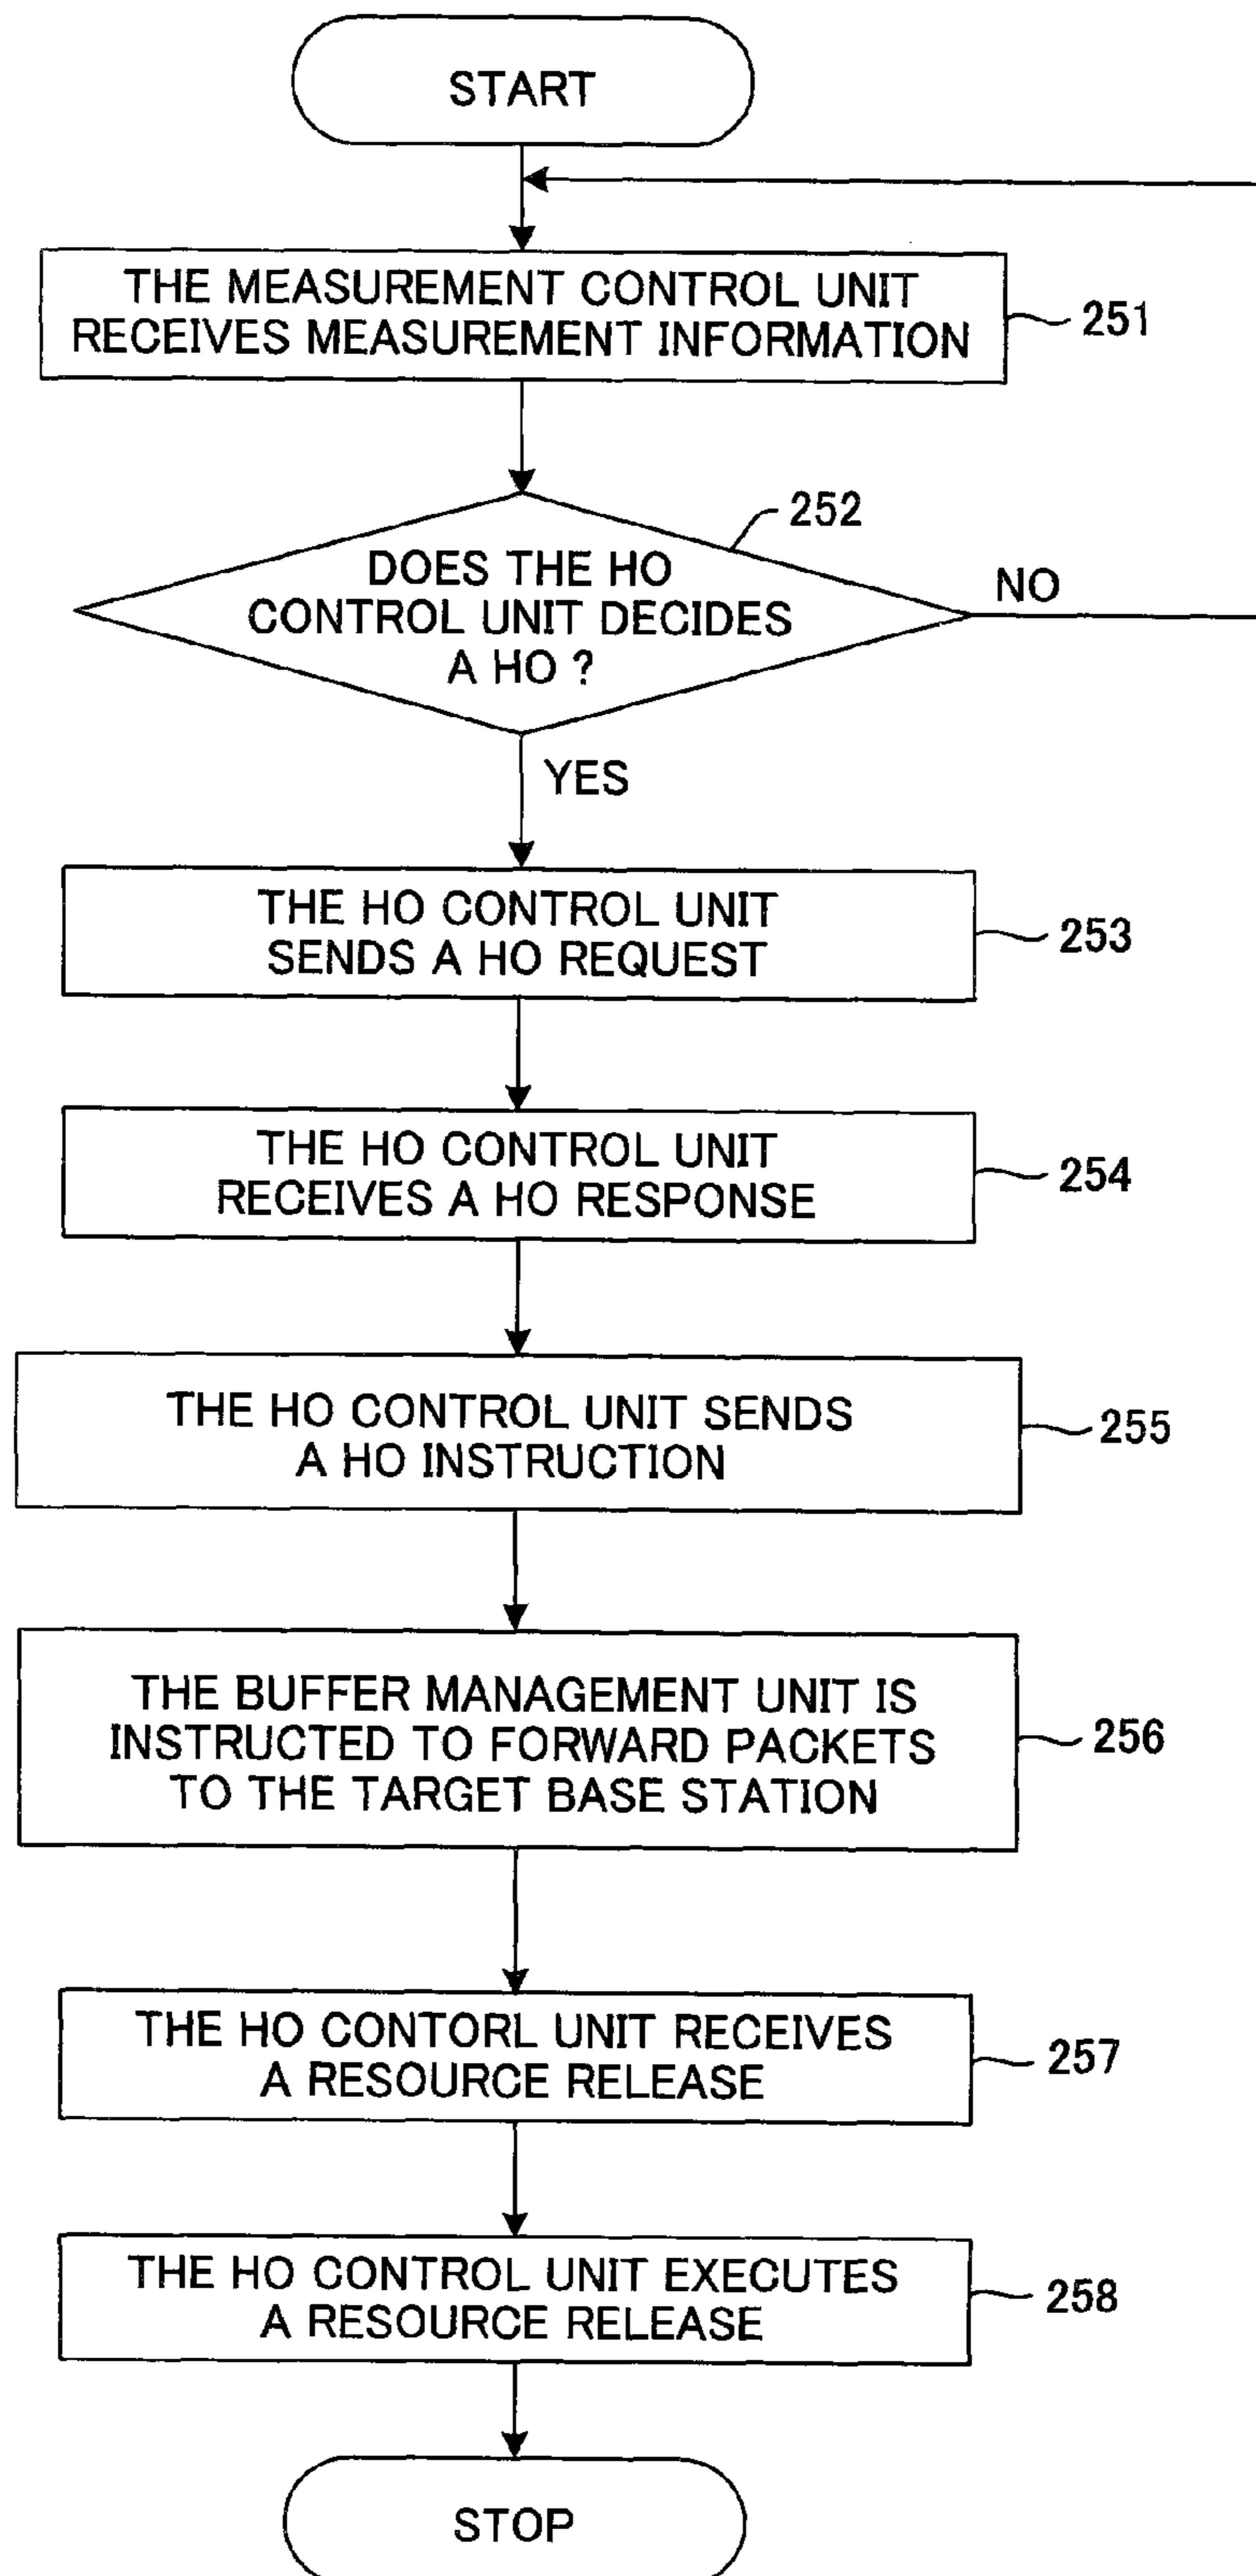 START
THE MEASUREMENT CONTROL UNIT
RECEIVES MEASUREMENT INFORMATION
251
252
DOES THE HO
CONTROL UNIT DECIDES
A HO ?
NO
YES
THE HO CONTROL UNIT
SENDS A HO REQUEST
253
THE HO CONTROL UNIT
RECEIVES A HO RESPONSE
254
THE HO CONTROL UNIT SENDS
A HO INSTRUCTION
255
THE BUFFER MANAGEMENT UNIT IS
INSTRUCTED TO FORWARD PACKETS
TO THE TARGET BASE STATION
256
THE HO CONTORL UNIT RECEIVES
A RESOURCE RELEASE
257
THE HO CONTROL UNIT EXECUTES
A RESOURCE RELEASE
258
STOP